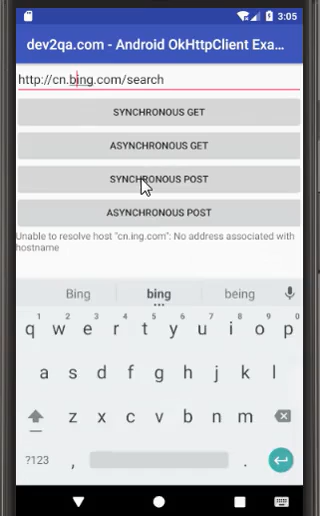 3:05
dev2qa.com - Android OkHttpClient Exa...
http://cn.bing.com/search
SYNCHRONOUS GET
ASYNCHRONOUS GET
SYNCHRONOUS POST
ASYNCHRONOUS POST
Unable to resolve host "cn.ing.com": No address associated with
hostname
Bing bing being
1 2 3 4 5 6 7 8 9 0
q w e r t y u i o p
a s d f g h j k l
z x c v b n m
?123 , .